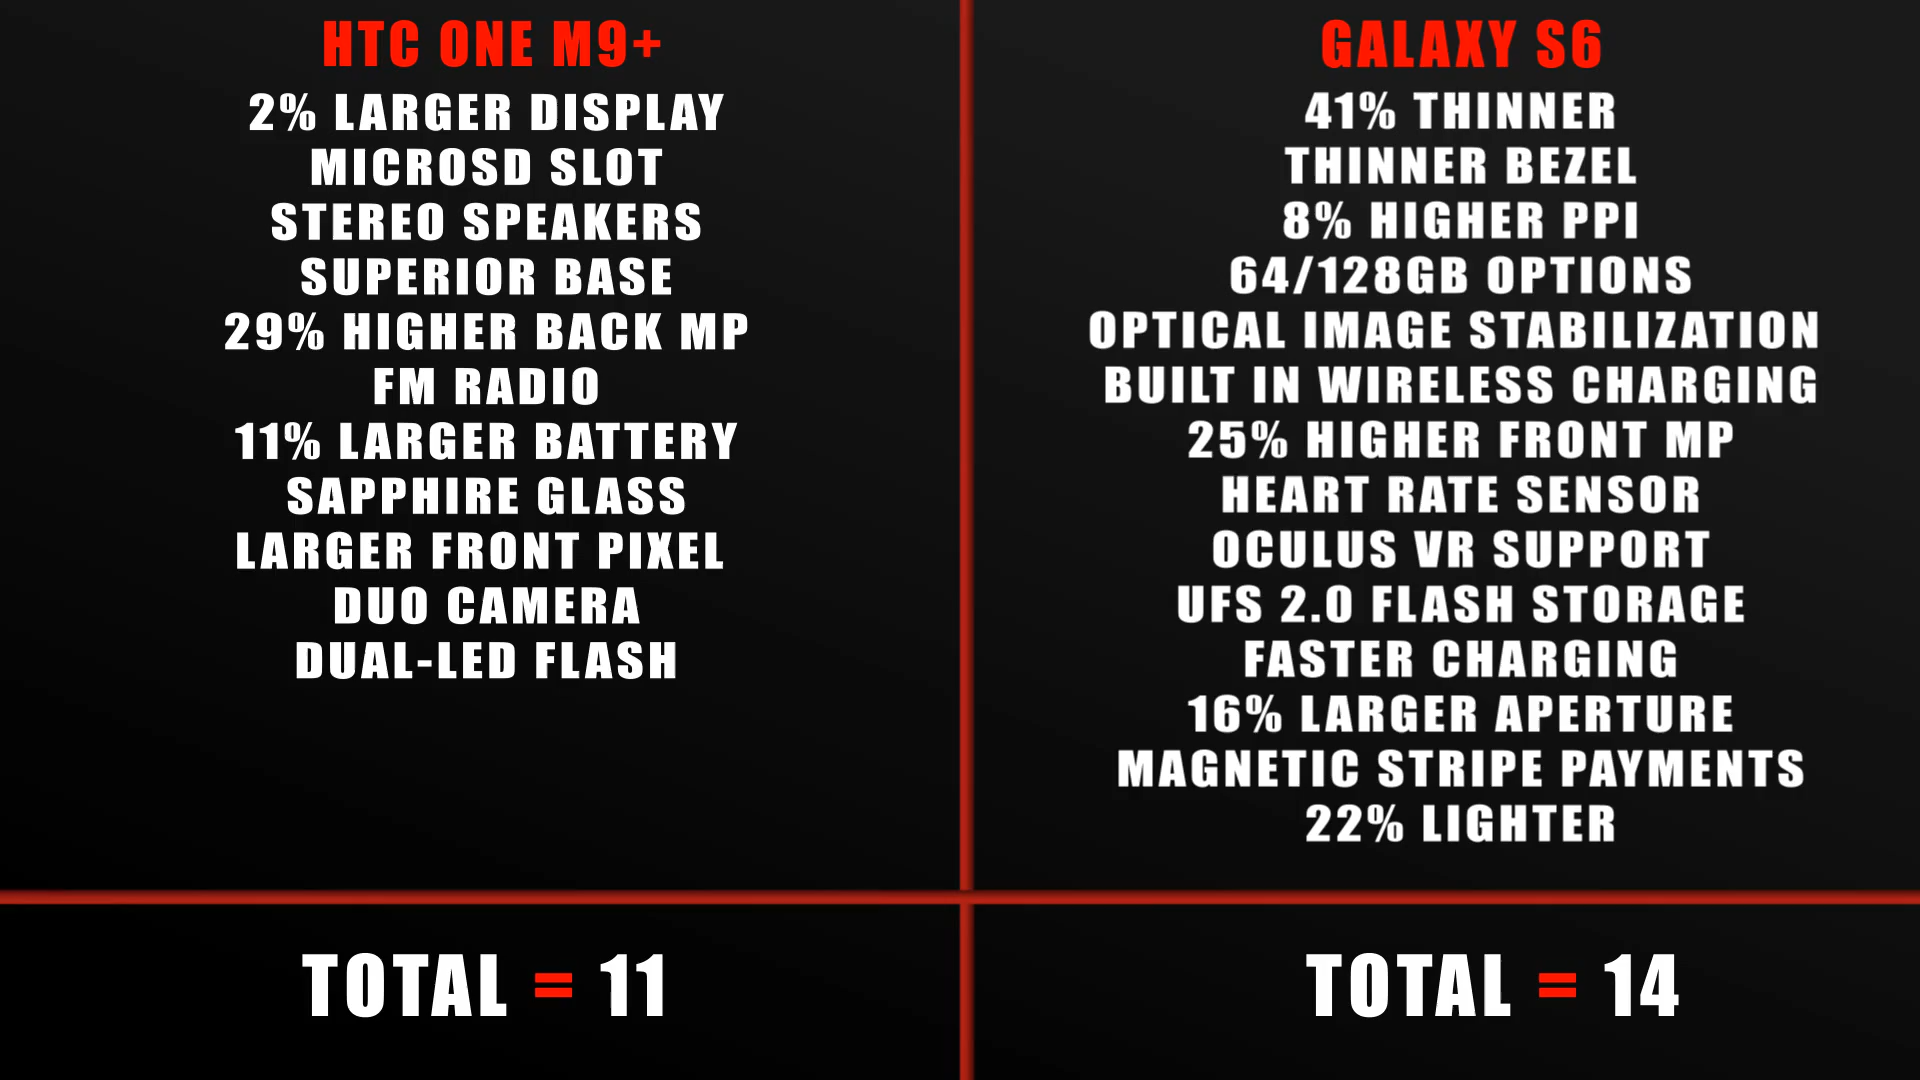 HTC ONE M9+
2% LARGER DISPLAY
MICROSD SLOT
STEREO SPEAKERS
SUPERIOR BASE
29% HIGHER BACK MP
FM RADIO
11% LARGER BATTERY
SAPPHIRE GLASS
LARGER FRONT PIXEL
DUO CAMERA
DUAL-LED FLASH
TOTAL = 11
GALAXY S6
41% THINNER
THINNER BEZEL
8% HIGHER PPI
64/128GB OPTIONS
OPTICAL IMAGE STABILIZATION
BUILT IN WIRELESS CHARGING
25% HIGHER FRONT MP
HEART RATE SENSOR
OCULUS VR SUPPORT
UFS 2.0 FLASH STORAGE
FASTER CHARGING
16% LARGER APERTURE
MAGNETIC STRIPE PAYMENTS
22% LIGHTER
TOTAL = 14